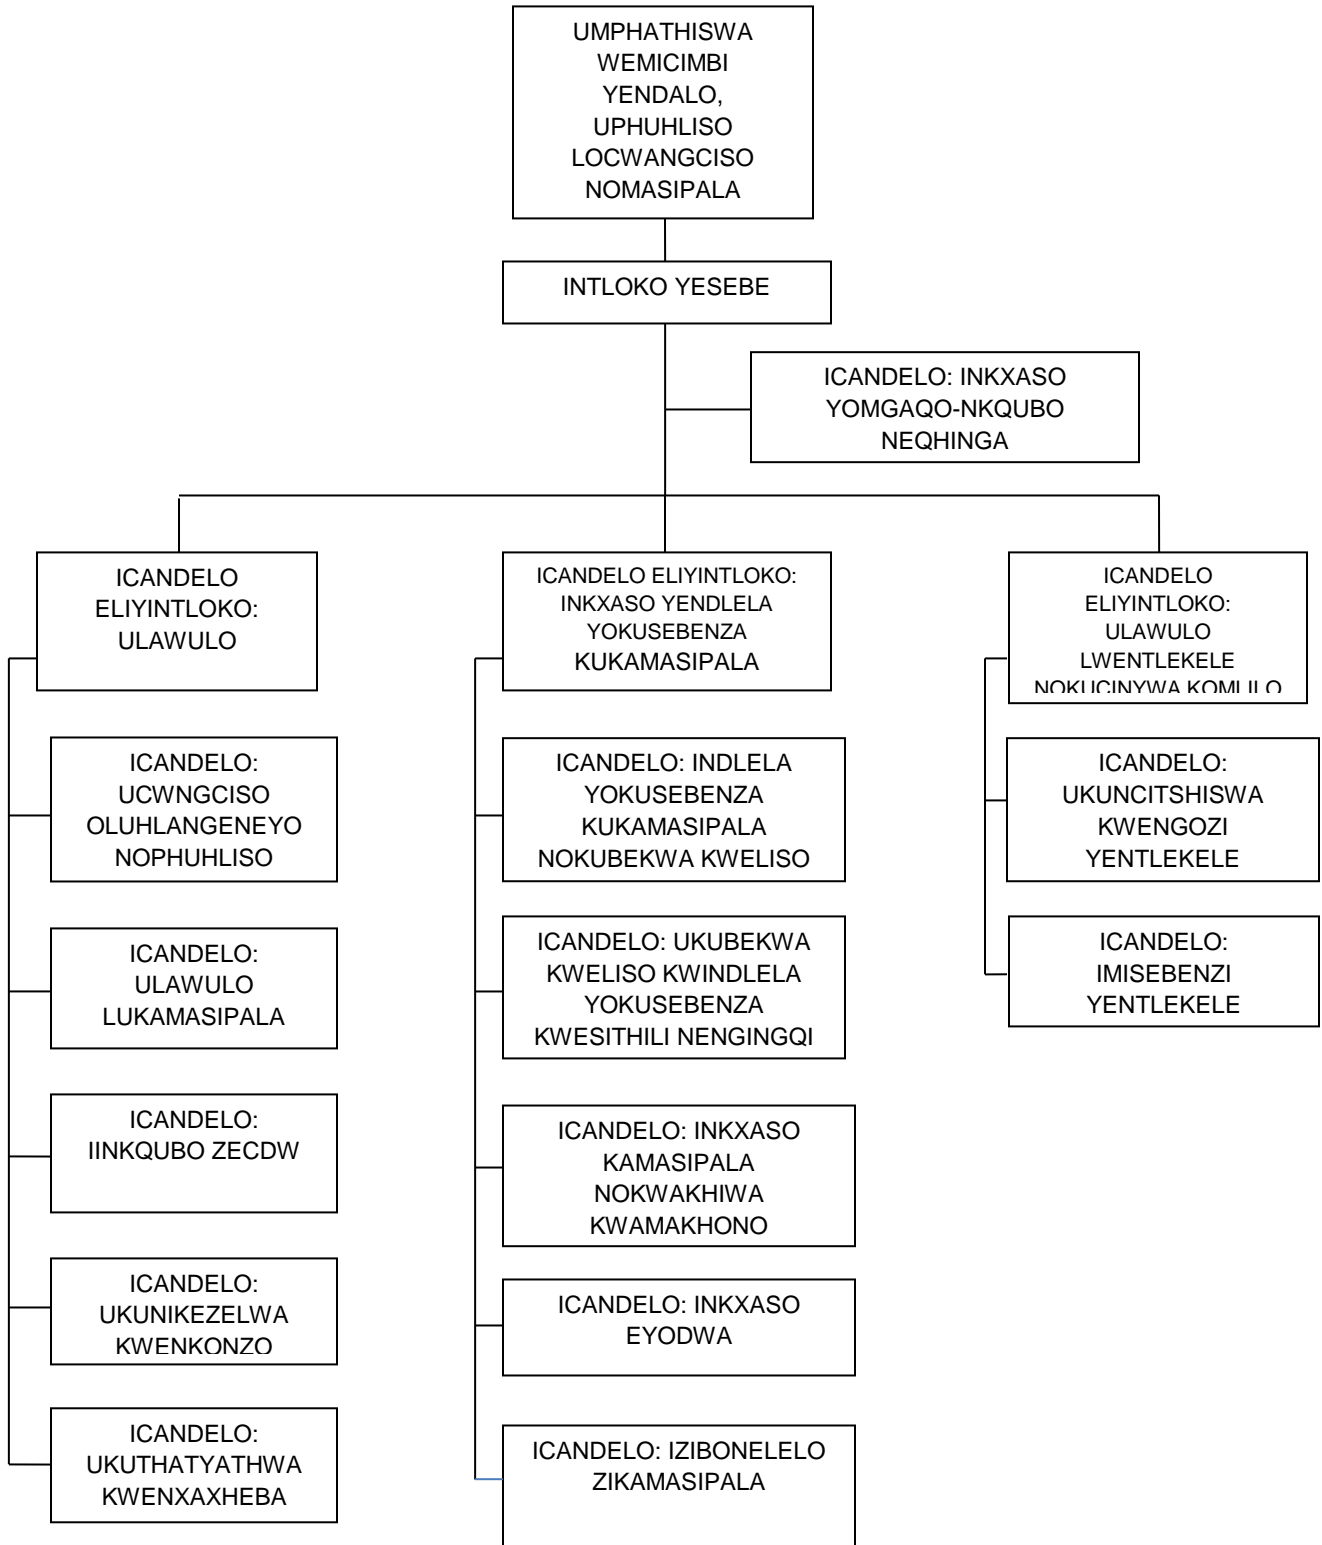 UMPHATHISWA
WEMICIMBI
YENDALO,
UPHUHLISO
LOCWANGCISO
NOMASIPALA
INTLOKO YESEBE
ICANDELO: INKXASO
YOMGAQO-NKQUBO
NEQHINGA
ICANDELO
ELIYINTLOKO:
ULAWULO
ICANDELO:
UCWNGCISO
OLUHLANGENEYO
NOPHUHLISO
ICANDELO:
ULAWULO
LUKAMASIPALA
ICANDELO:
IINKQUBO ZECDW
ICANDELO:
UKUNIKEZELWA
KWENKONZO
ICANDELO:
UKUTHATYATHWA
KWENXAXHEBA
ICANDELO ELIYINTLOKO:
INKXASO YENDLELA
YOKUSEBENZA
KUKAMASIPALA
ICANDELO: INDLELA
YOKUSEBENZA
KUKAMASIPALA
NOKUBEKWA KWELISO
ICANDELO: UKUBEKWA
KWELISO KWINDLELA
YOKUSEBENZA
KWESITHILI NENGINGQI
ICANDELO: INKXASO
KAMASIPALA
NOKWAKHIWA
KWAMAKHONO
ICANDELO: INKXASO
EYODWA
ICANDELO: IZIBONELELO
ZIKAMASIPALA
ICANDELO
ELIYINTLOKO:
ULAWULO
LWENTLEKELE
NOKUCINYWA KOMLILO
ICANDELO:
UKUNCITSHISWA
KWENGOZI
YENTLEKELE
ICANDELO:
IMISEBENZI
YENTLEKELE